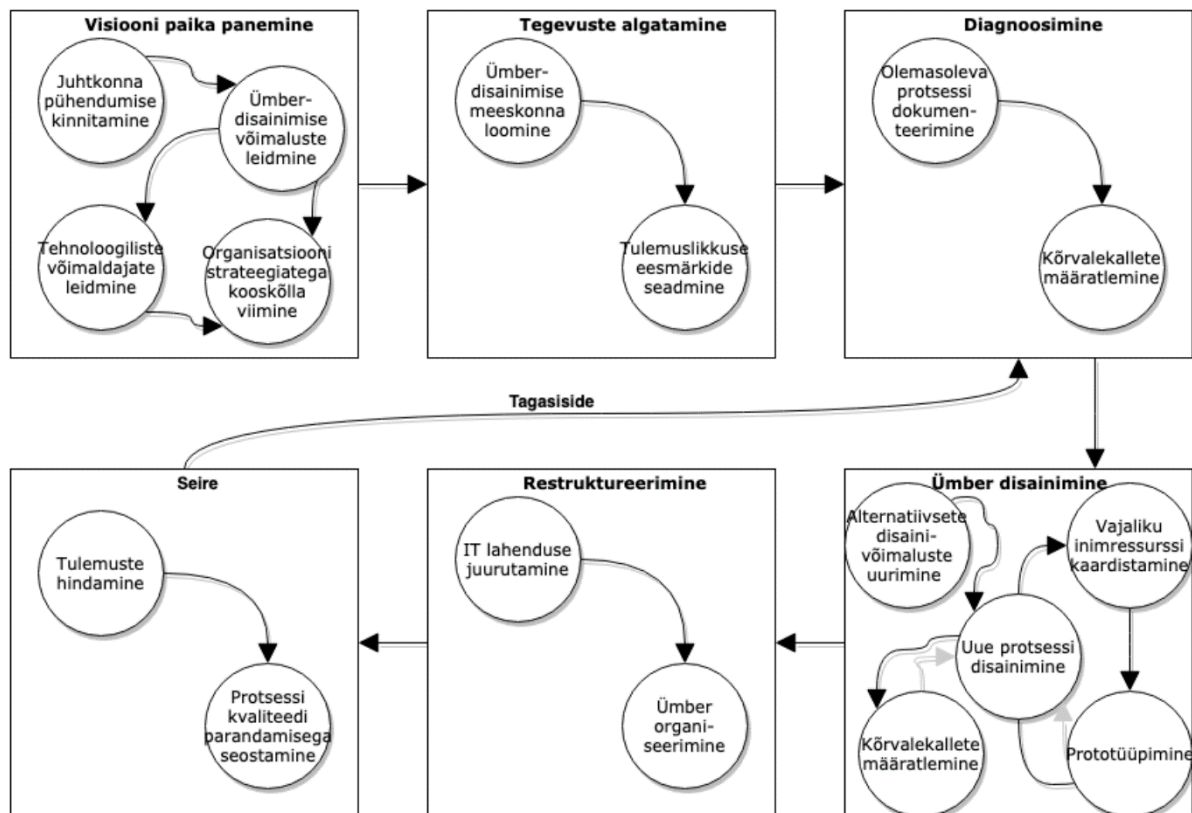 Visiooni paika panemine
Juhtkonna
pühendumise
kinnitamine
Ümber-
disainimise
võimaluste
leidmine
Tehnoloogiliste
võimaldajate
leidmine
Organisatsiooni
strateegiatega
kooskõlla
viimine
Tegevuste algatamine
Ümber-
disainimise
meeskonna
loomine
Tulemuslikkuse
eesmärkide
seadmine
Diagnoosimine
Olemasoleva
protsessi
dokumen-
teerimine
Kõrvalekallete
määratlemine
Tagasiside
Seire
Tulemuste
hindamine
Protsessi
kvaliteedi
parandamisega
seostamine
Restruktureerimine
IT lahenduse
juurutamine
Ümber
organi-
seerimine
Ümber disainimine
Alternatiivsete
disaini-
võimaluste
uurimine
Vajaliku
inimressurssi
kaardistamine
Uue protsessi
disainimine
Kõrvalekallete
määratlemine
Prototüüpimine